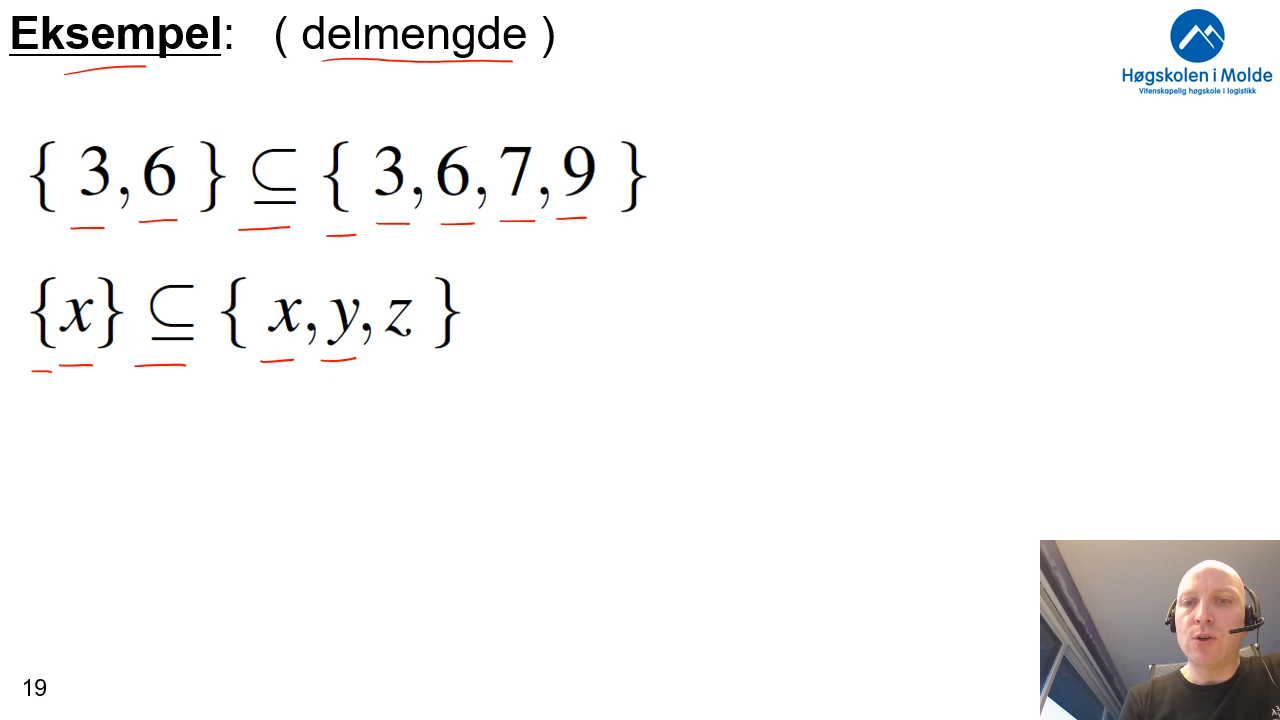 Eksempel: ( delmengde )
Høgskolen i Molde
Vitenskapelig høgskole i logistikk
{ 3, 6 } ⊆ { 3, 6, 7, 9 }
{x} ⊆ { x, y, z }
19